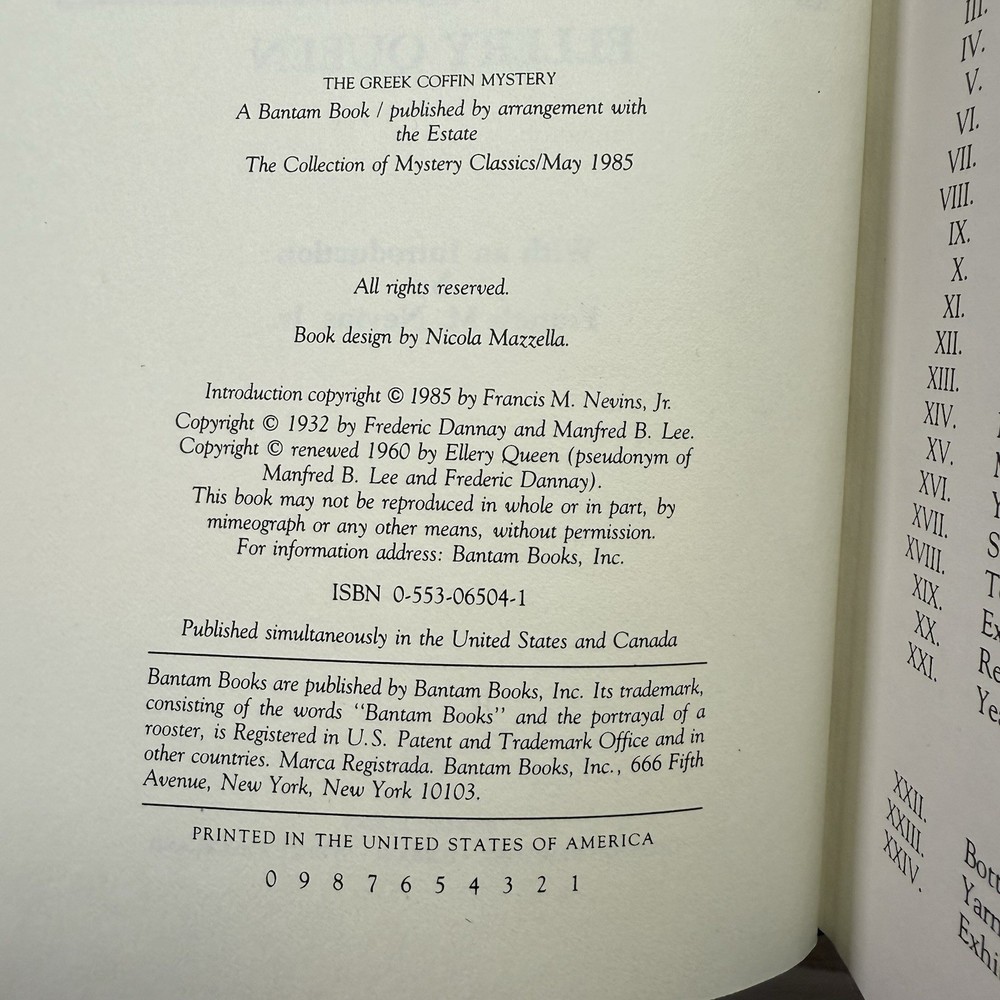 THE GREEK COFFIN MYSTERY
A Bantam Book / published by arrangement with
the Estate
The Collection of Mystery Classics/May 1985
All rights reserved.
Book design by Nicola Mazzella.
Introduction copyright © 1985 by Francis M. Nevins, Jr.
Copyright © 1932 by Frederic Dannay and Manfred B. Lee.
Copyright © renewed 1960 by Ellery Queen (pseudonym of
Manfred B. Lee and Frederic Dannay).
This book may not be reproduced in whole or in part, by
mimeograph or any other means, without permission.
For information address: Bantam Books, Inc.
ISBN 0-553-06504-1
Published simultaneously in the United States and Canada
Bantam Books are published by Bantam Books, Inc. Its trademark,
consisting of the words "Bantam Books" and the portrayal of a
rooster, is Registered in U.S. Patent and Trademark Office and in
other countries. Marca Registrada. Bantam Books, Inc., 666 Fifth
Avenue, New York, New York 10103.
PRINTED IN THE UNITED STATES OF AMERICA
0 9 8 7 6 5 4 3 2 1
III.
IV.
V.
VI.
VII.
VIII.
IX.
X.
XI.
XII.
XIII.
XIV.
XV.
XVI.
XVII.
XVIII.
XIX.
XX.
XXI.
XXII.
XXIII.
XXIV.